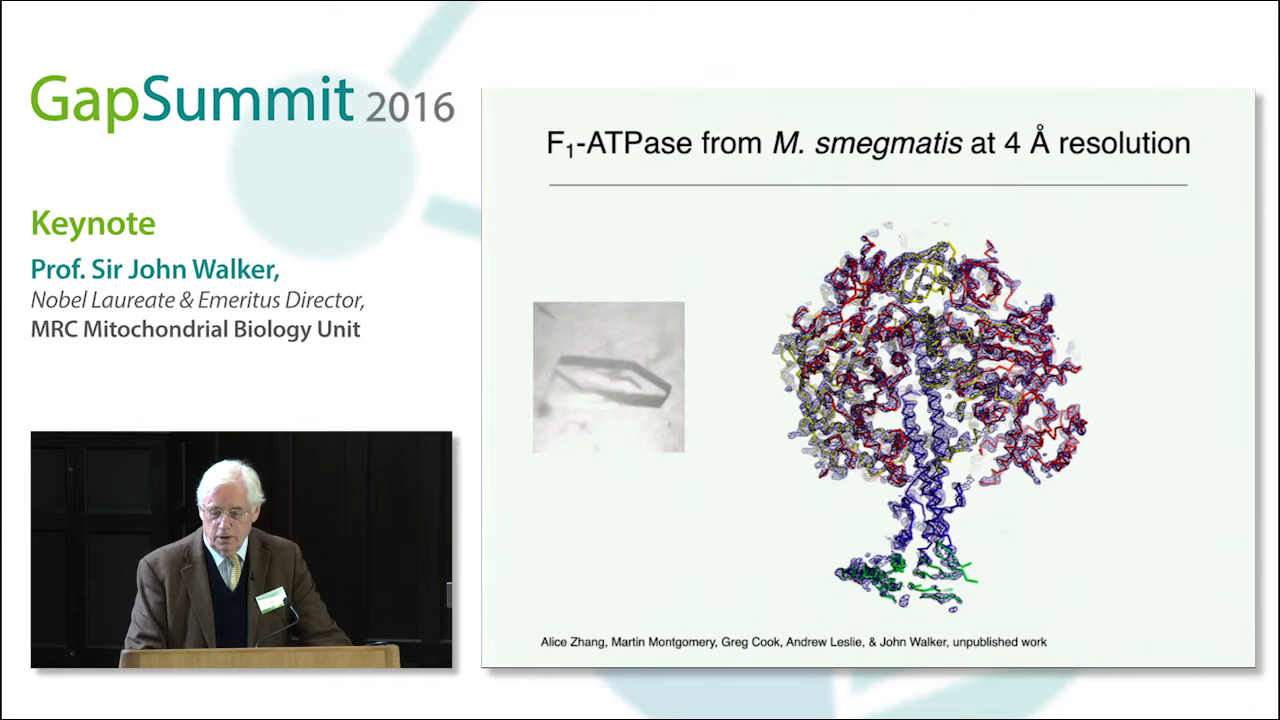 GapSummit 2016
Keynote
Prof. Sir John Walker,
Nobel Laureate & Emeritus Director,
MRC Mitochondrial Biology Unit
F₁-ATPase from M. smegmatis at 4 Å resolution
Alice Zhang, Martin Montgomery, Greg Cook, Andrew Leslie, & John Walker, unpublished work